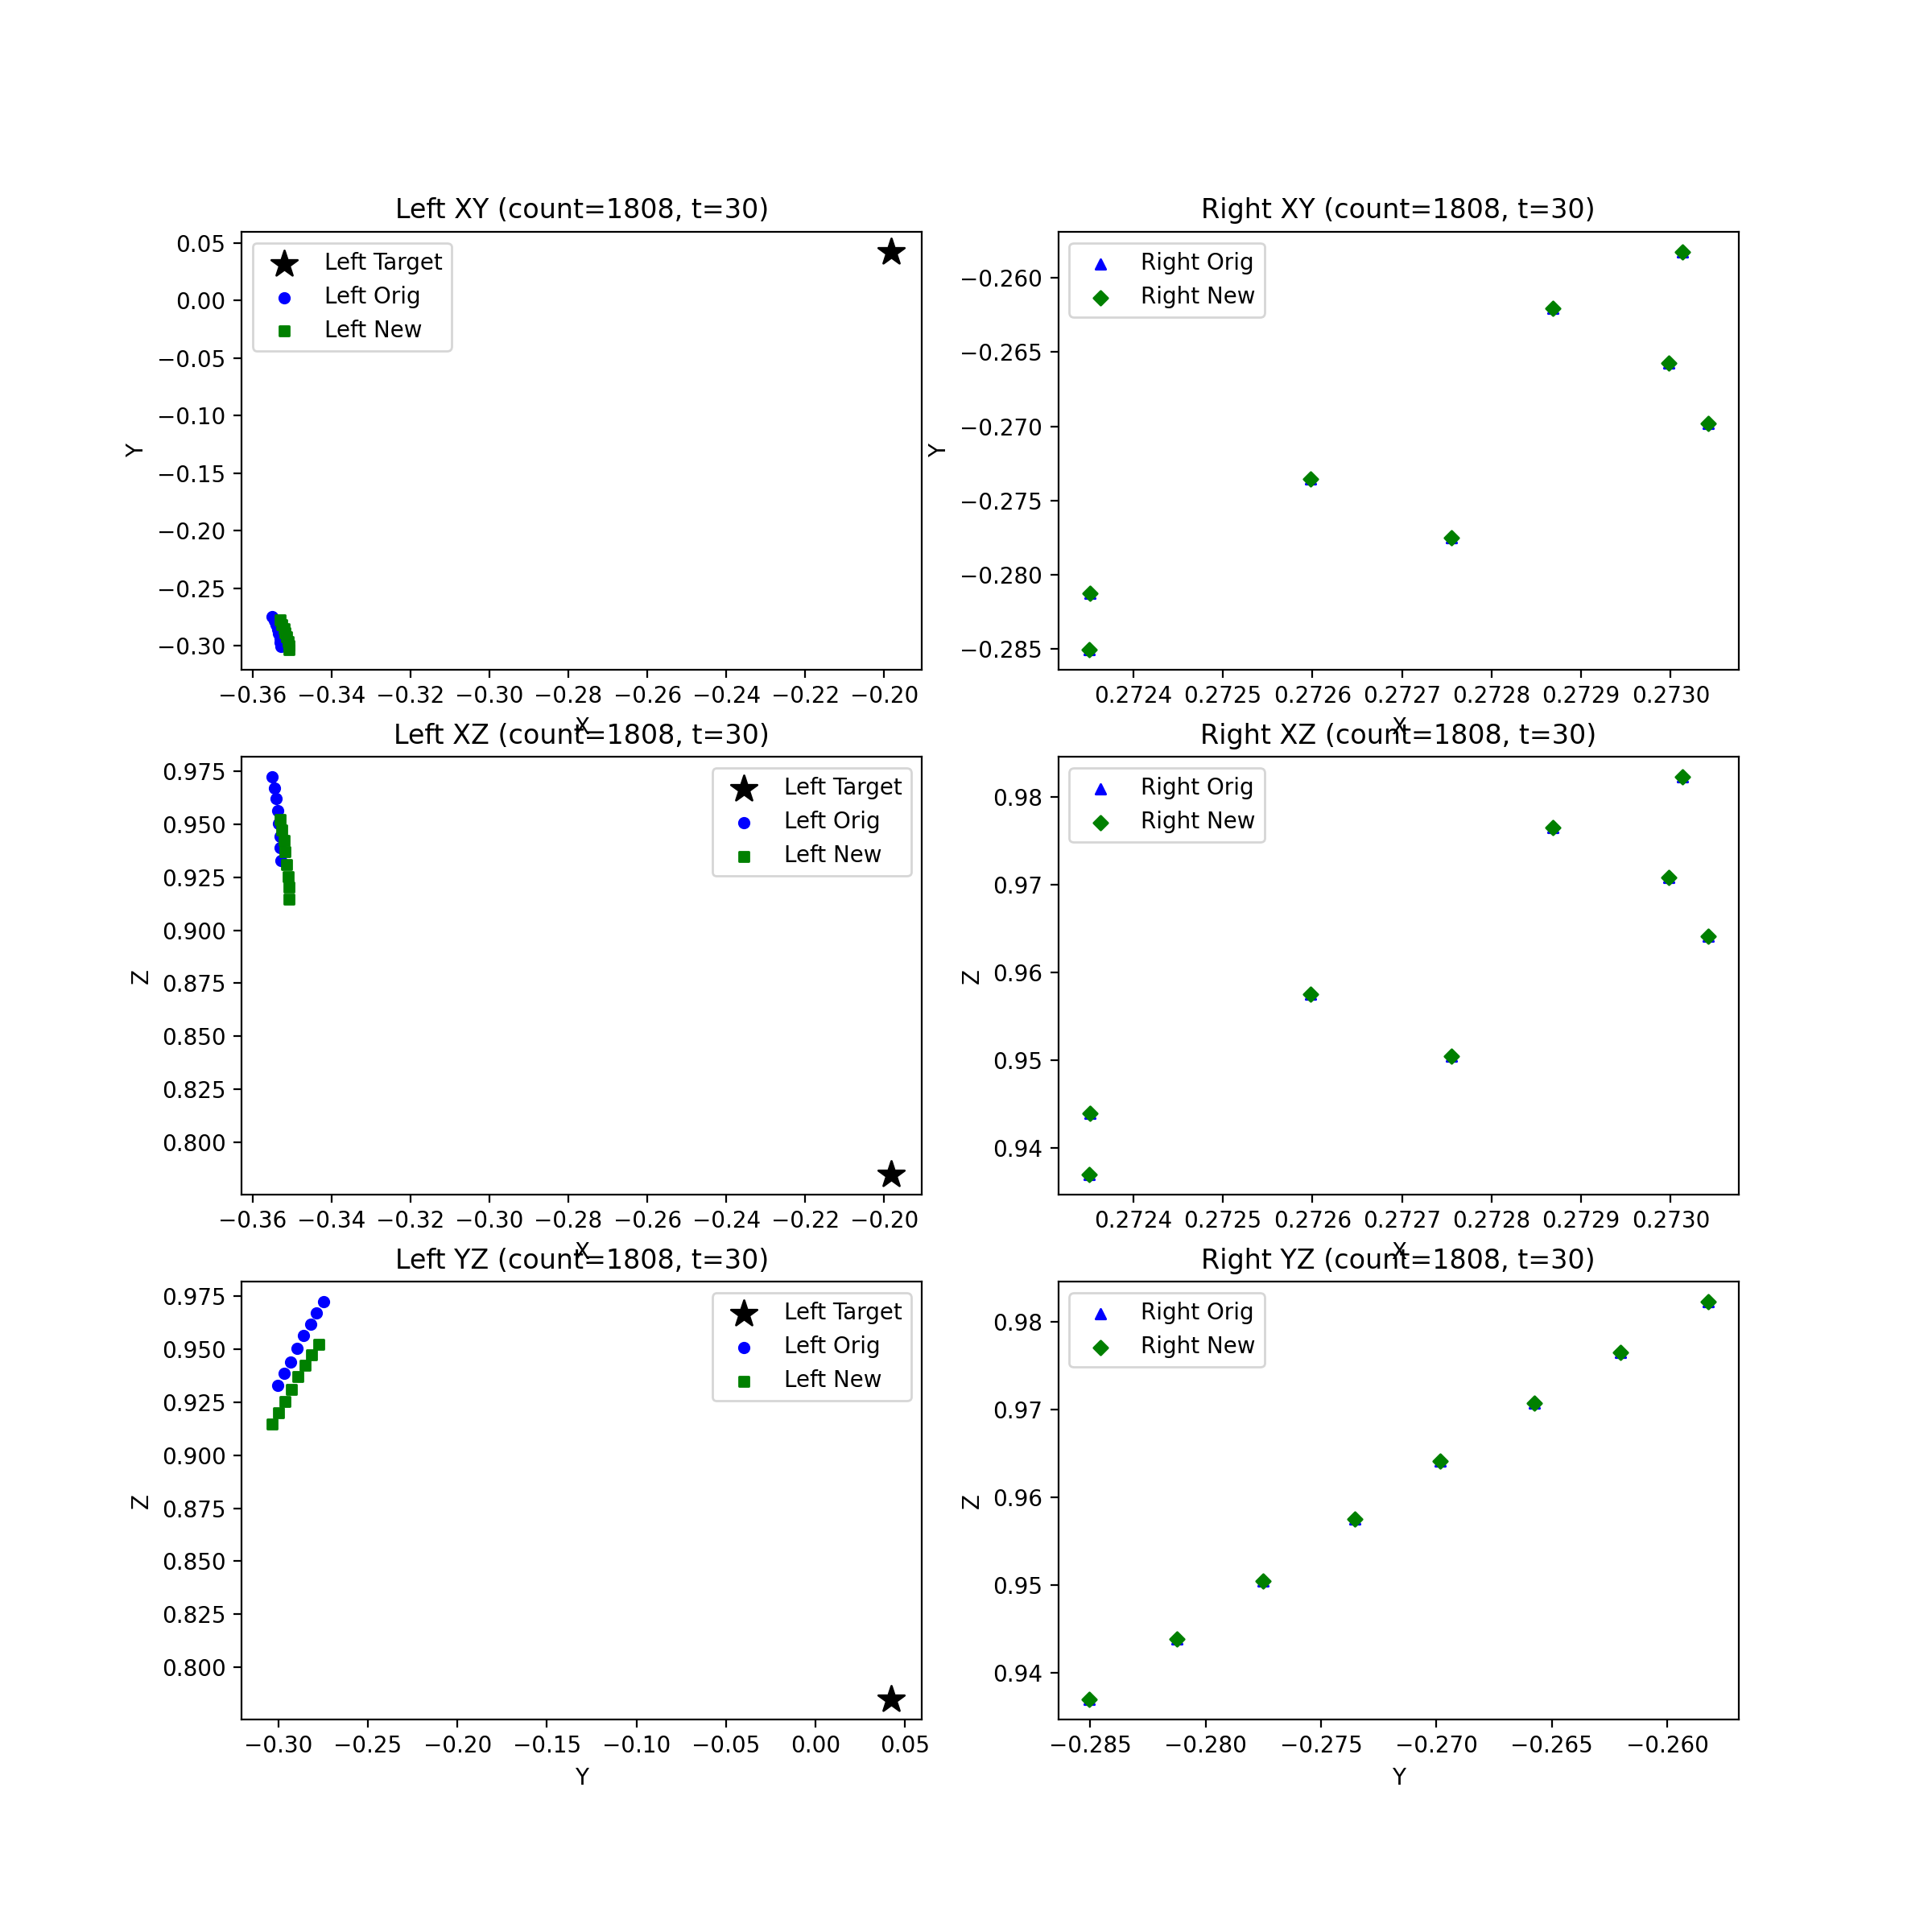 Left XY (count=1808, t=30)
Left Target
Left Orig
Left New
0.05
0.00
−0.05
−0.10
−0.15
−0.20
−0.25
−0.30
Y
−0.36 −0.34 −0.32 −0.30 −0.28 −0.26 −0.24 −0.22 −0.20
X
Right XY (count=1808, t=30)
Right Orig
Right New
−0.260
−0.265
−0.270
−0.275
−0.280
−0.285
Y
0.2724 0.2725 0.2726 0.2727 0.2728 0.2729 0.2730
X
Left XZ (count=1808, t=30)
Left Target
Left Orig
Left New
0.975
0.950
0.925
0.900
0.875
0.850
0.825
0.800
Z
−0.36 −0.34 −0.32 −0.30 −0.28 −0.26 −0.24 −0.22 −0.20
X
Right XZ (count=1808, t=30)
Right Orig
Right New
0.98
0.97
0.96
0.95
0.94
Z
0.2724 0.2725 0.2726 0.2727 0.2728 0.2729 0.2730
X
Left YZ (count=1808, t=30)
Left Target
Left Orig
Left New
0.975
0.950
0.925
0.900
0.875
0.850
0.825
0.800
Z
−0.30 −0.25 −0.20 −0.15 −0.10 −0.05 0.00 0.05
Y
Right YZ (count=1808, t=30)
Right Orig
Right New
0.98
0.97
0.96
0.95
0.94
Z
−0.285 −0.280 −0.275 −0.270 −0.265 −0.260
Y